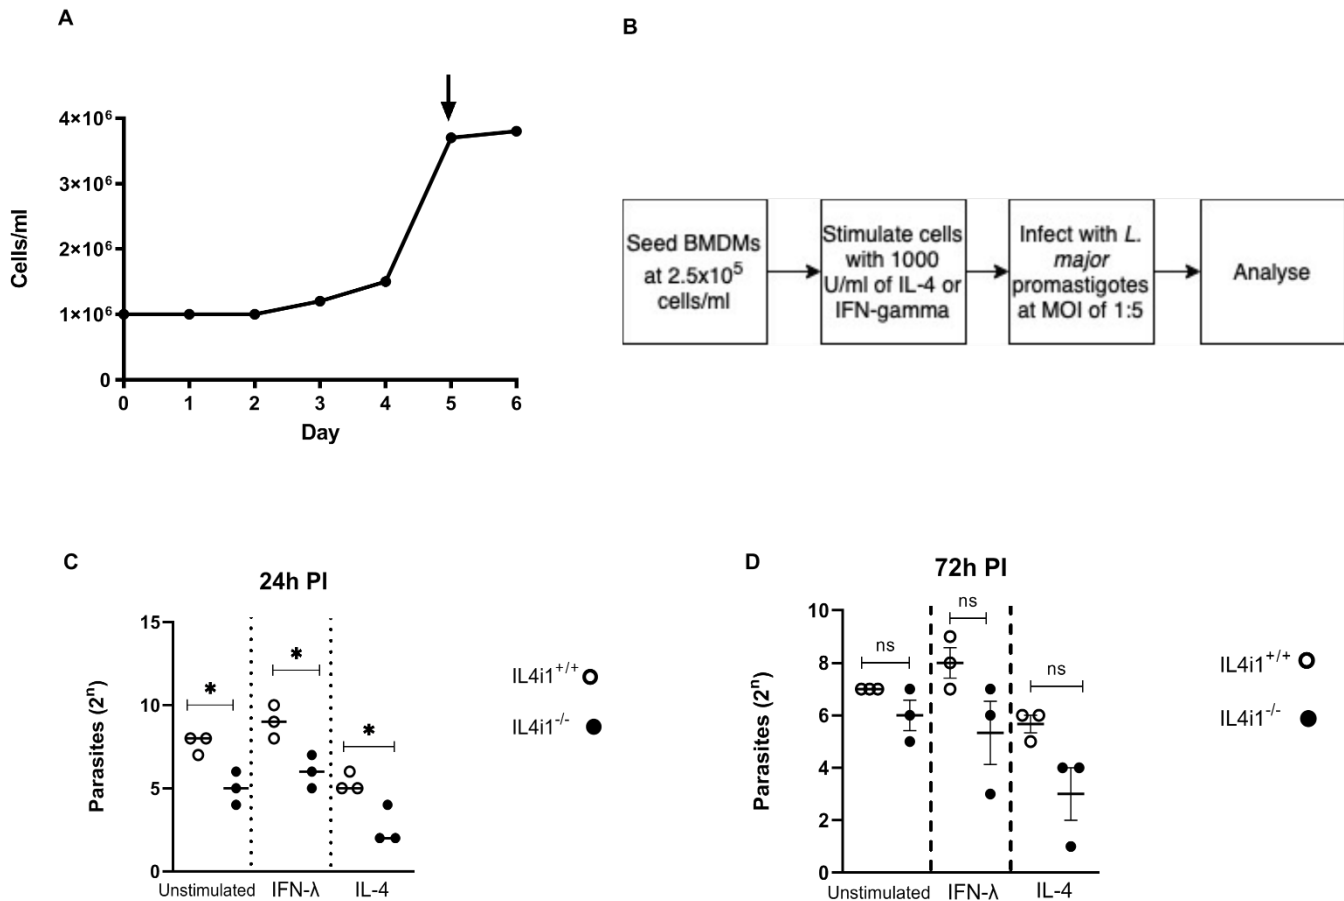 A
Cells/ml
4×10⁶
3×10⁶
2×10⁶
1×10⁶
0
0 1 2 3 4 5 6
Day
B
Seed BMDMs
at 2.5x10⁵
cells/ml
Stimulate cells
with 1000
U/ml of IL-4 or
IFN-gamma
Infect with L.
major
promastigotes
at MOI of 1:5
Analyse
C
24h PI
Parasites (2ⁿ)
15
10
5
0
*
*
*
Unstimulated IFN-λ IL-4
IL4i1⁺/⁺
IL4i1⁻/⁻
D
72h PI
Parasites (2ⁿ)
10
8
6
4
2
0
ns
ns
ns
Unstimulated IFN-λ IL-4
IL4i1⁺/⁺
IL4i1⁻/⁻